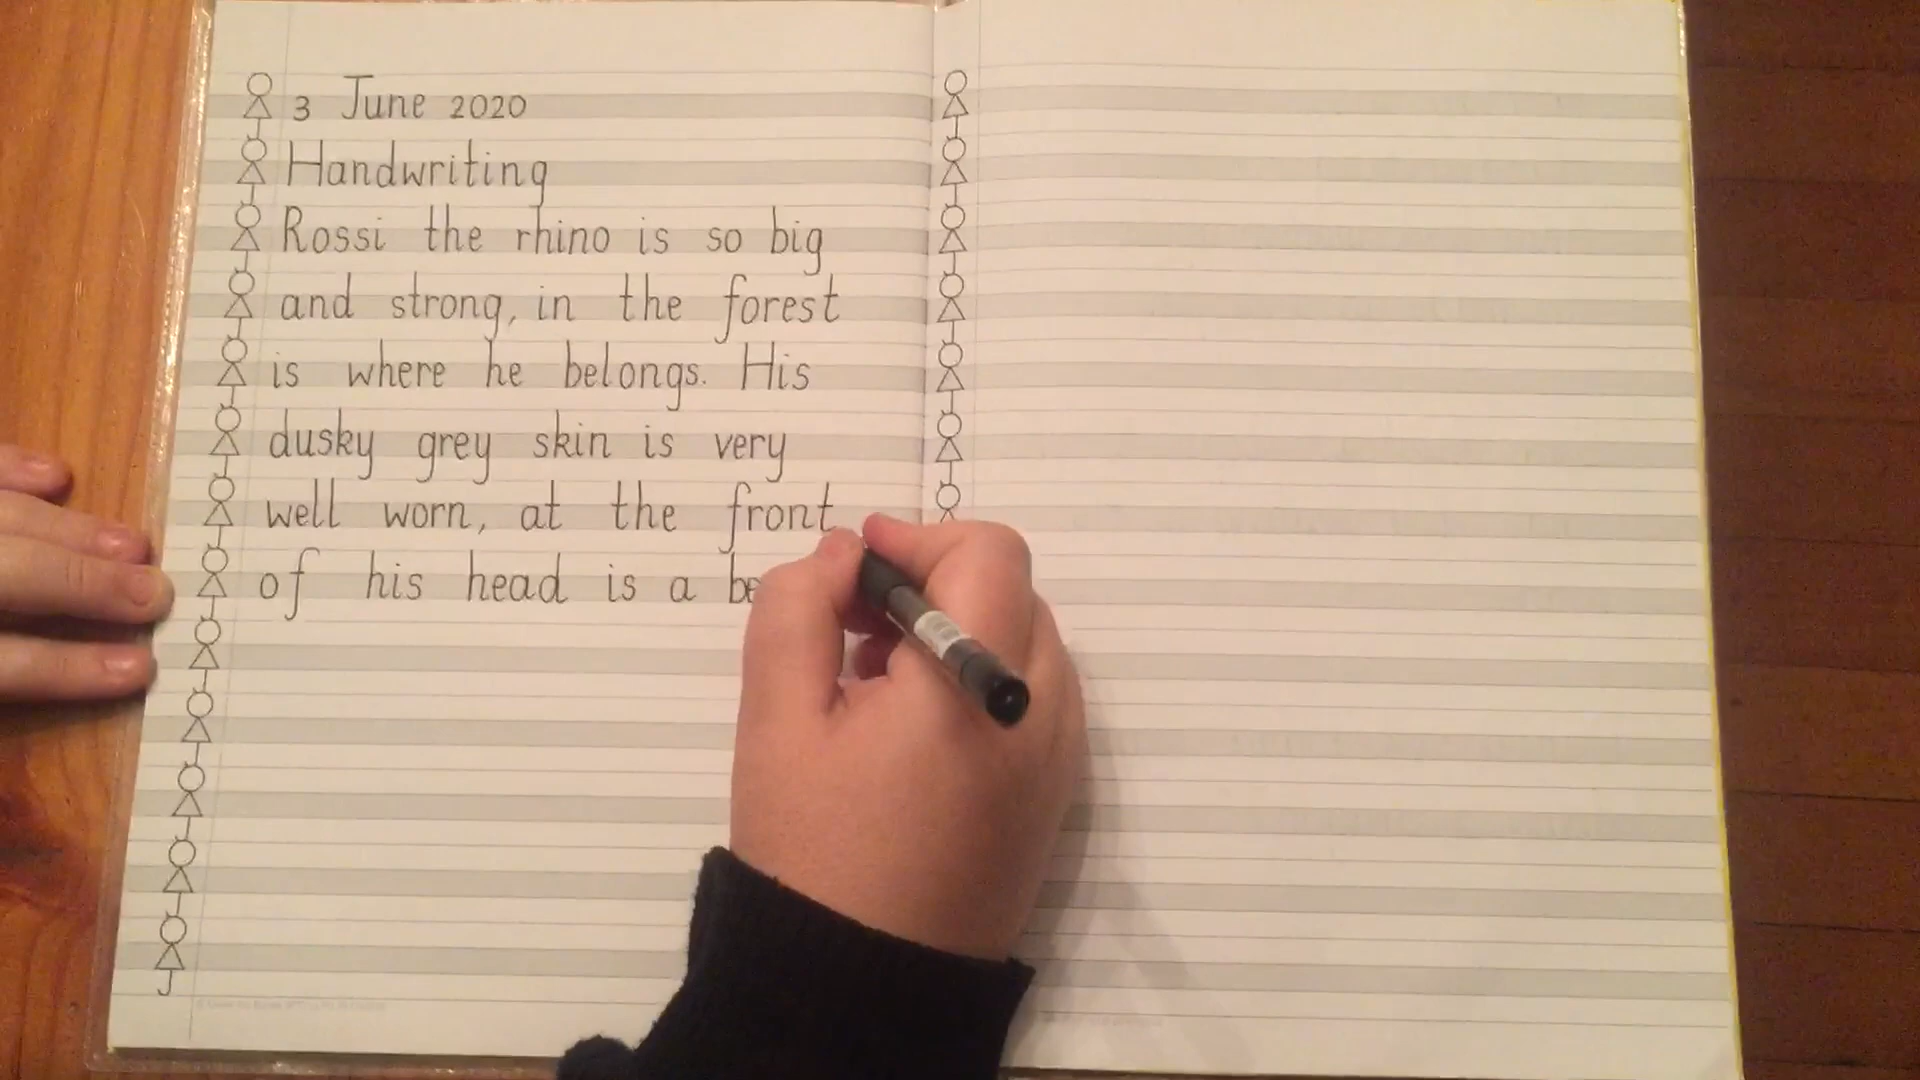 3 June 2020
Handwriting
Rossi the rhino is so big
and strong, in the forest
is where he belongs. His
dusky grey skin is very
well worn, at the front
of his head is a